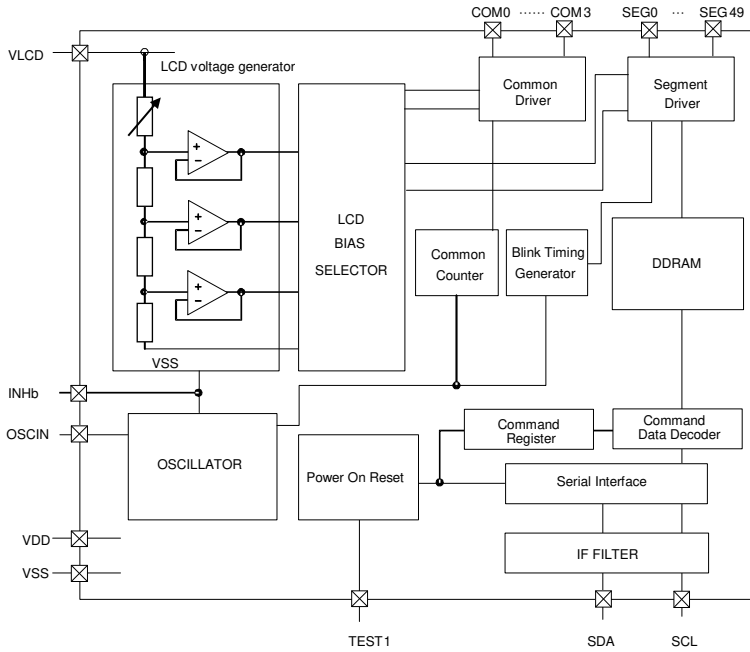 COM0 ······ COM3
SEG0 ··· SEG49
VLCD
LCD voltage generator
Common
Driver
Segment
Driver
+
−
+
−
+
−
LCD
BIAS
SELECTOR
Common
Counter
Blink Timing
Generator
DDRAM
VSS
INHb
OSCIN
OSCILLATOR
Command
Register
Command
Data Decoder
Power On Reset
Serial Interface
IF FILTER
VDD
VSS
TEST1
SDA
SCL